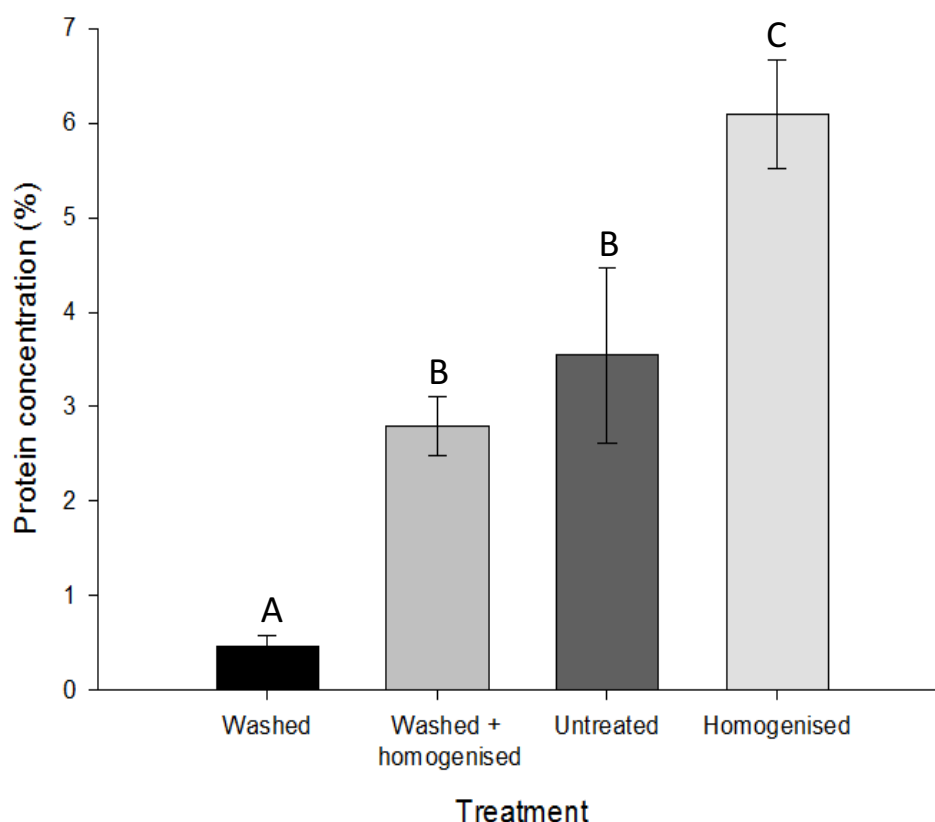 Protein concentration (%)
7
6
5
4
3
2
1
0
A
B
B
C
Washed
Washed +
homogenised
Untreated
Homogenised
Treatment